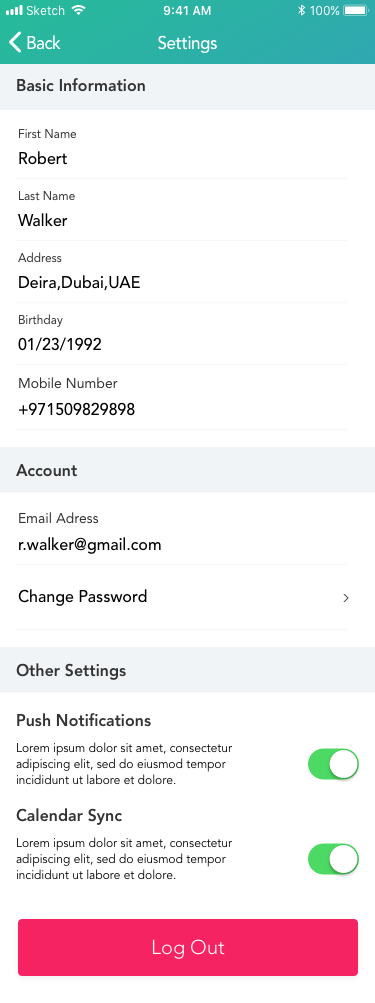 Sketch 9:41 AM 100%
Back Settings
Basic Information
First Name
Robert
Last Name
Walker
Address
Deira,Dubai,UAE
Birthday
01/23/1992
Mobile Number
+971509829898
Account
Email Adress
r.walker@gmail.com
Change Password
Other Settings
Push Notifications
Lorem ipsum dolor sit amet, consectetur
adipiscing elit, sed do eiusmod tempor
incididunt ut labore et dolore.
Calendar Sync
Lorem ipsum dolor sit amet, consectetur
adipiscing elit, sed do eiusmod tempor
incididunt ut labore et dolore.
Log Out